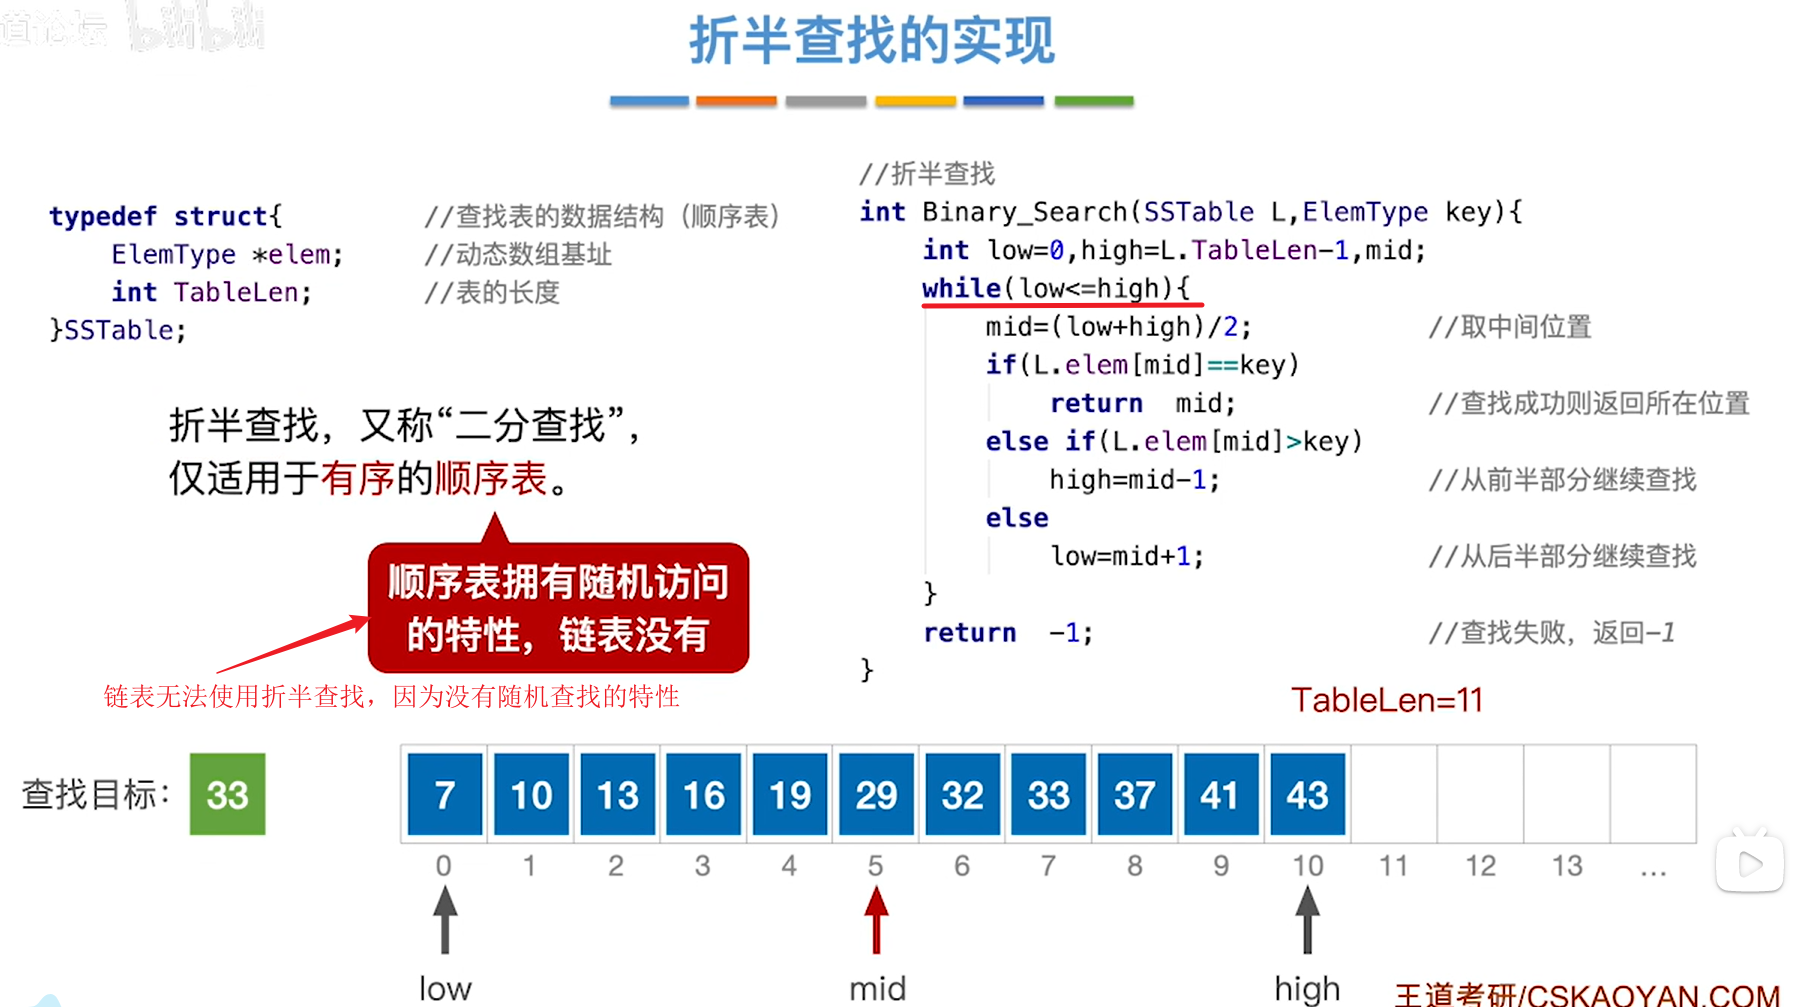 道论坛 bilibili
折半查找的实现
typedef struct{ //查找表的数据结构（顺序表）
ElemType *elem; //动态数组基址
int TableLen; //表的长度
}SSTable;
折半查找，又称“二分查找”，
仅适用于有序的顺序表。
顺序表拥有随机访问
的特性，链表没有
链表无法使用折半查找，因为没有随机查找的特性
//折半查找
int Binary_Search(SSTable L,ElemType key){
int low=0,high=L.TableLen-1,mid;
while(low<=high){
mid=(low+high)/2; //取中间位置
if(L.elem[mid]==key)
return mid; //查找成功则返回所在位置
else if(L.elem[mid]>key)
high=mid-1; //从前半部分继续查找
else
low=mid+1; //从后半部分继续查找
}
return -1; //查找失败，返回-1
}
TableLen=11
查找目标： 33
7 10 13 16 19 29 32 33 37 41 43
0 1 2 3 4 5 6 7 8 9 10 11 12 13 ...
low mid high
王道考研/CSKAOYAN.COM